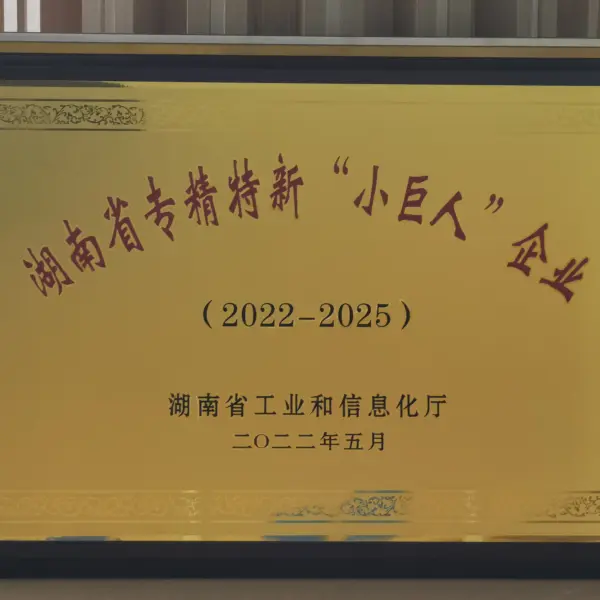 湖南省专精特新“小巨人”企业
(2022-2025)
湖南省工业和信息化厅
二〇二二年五月